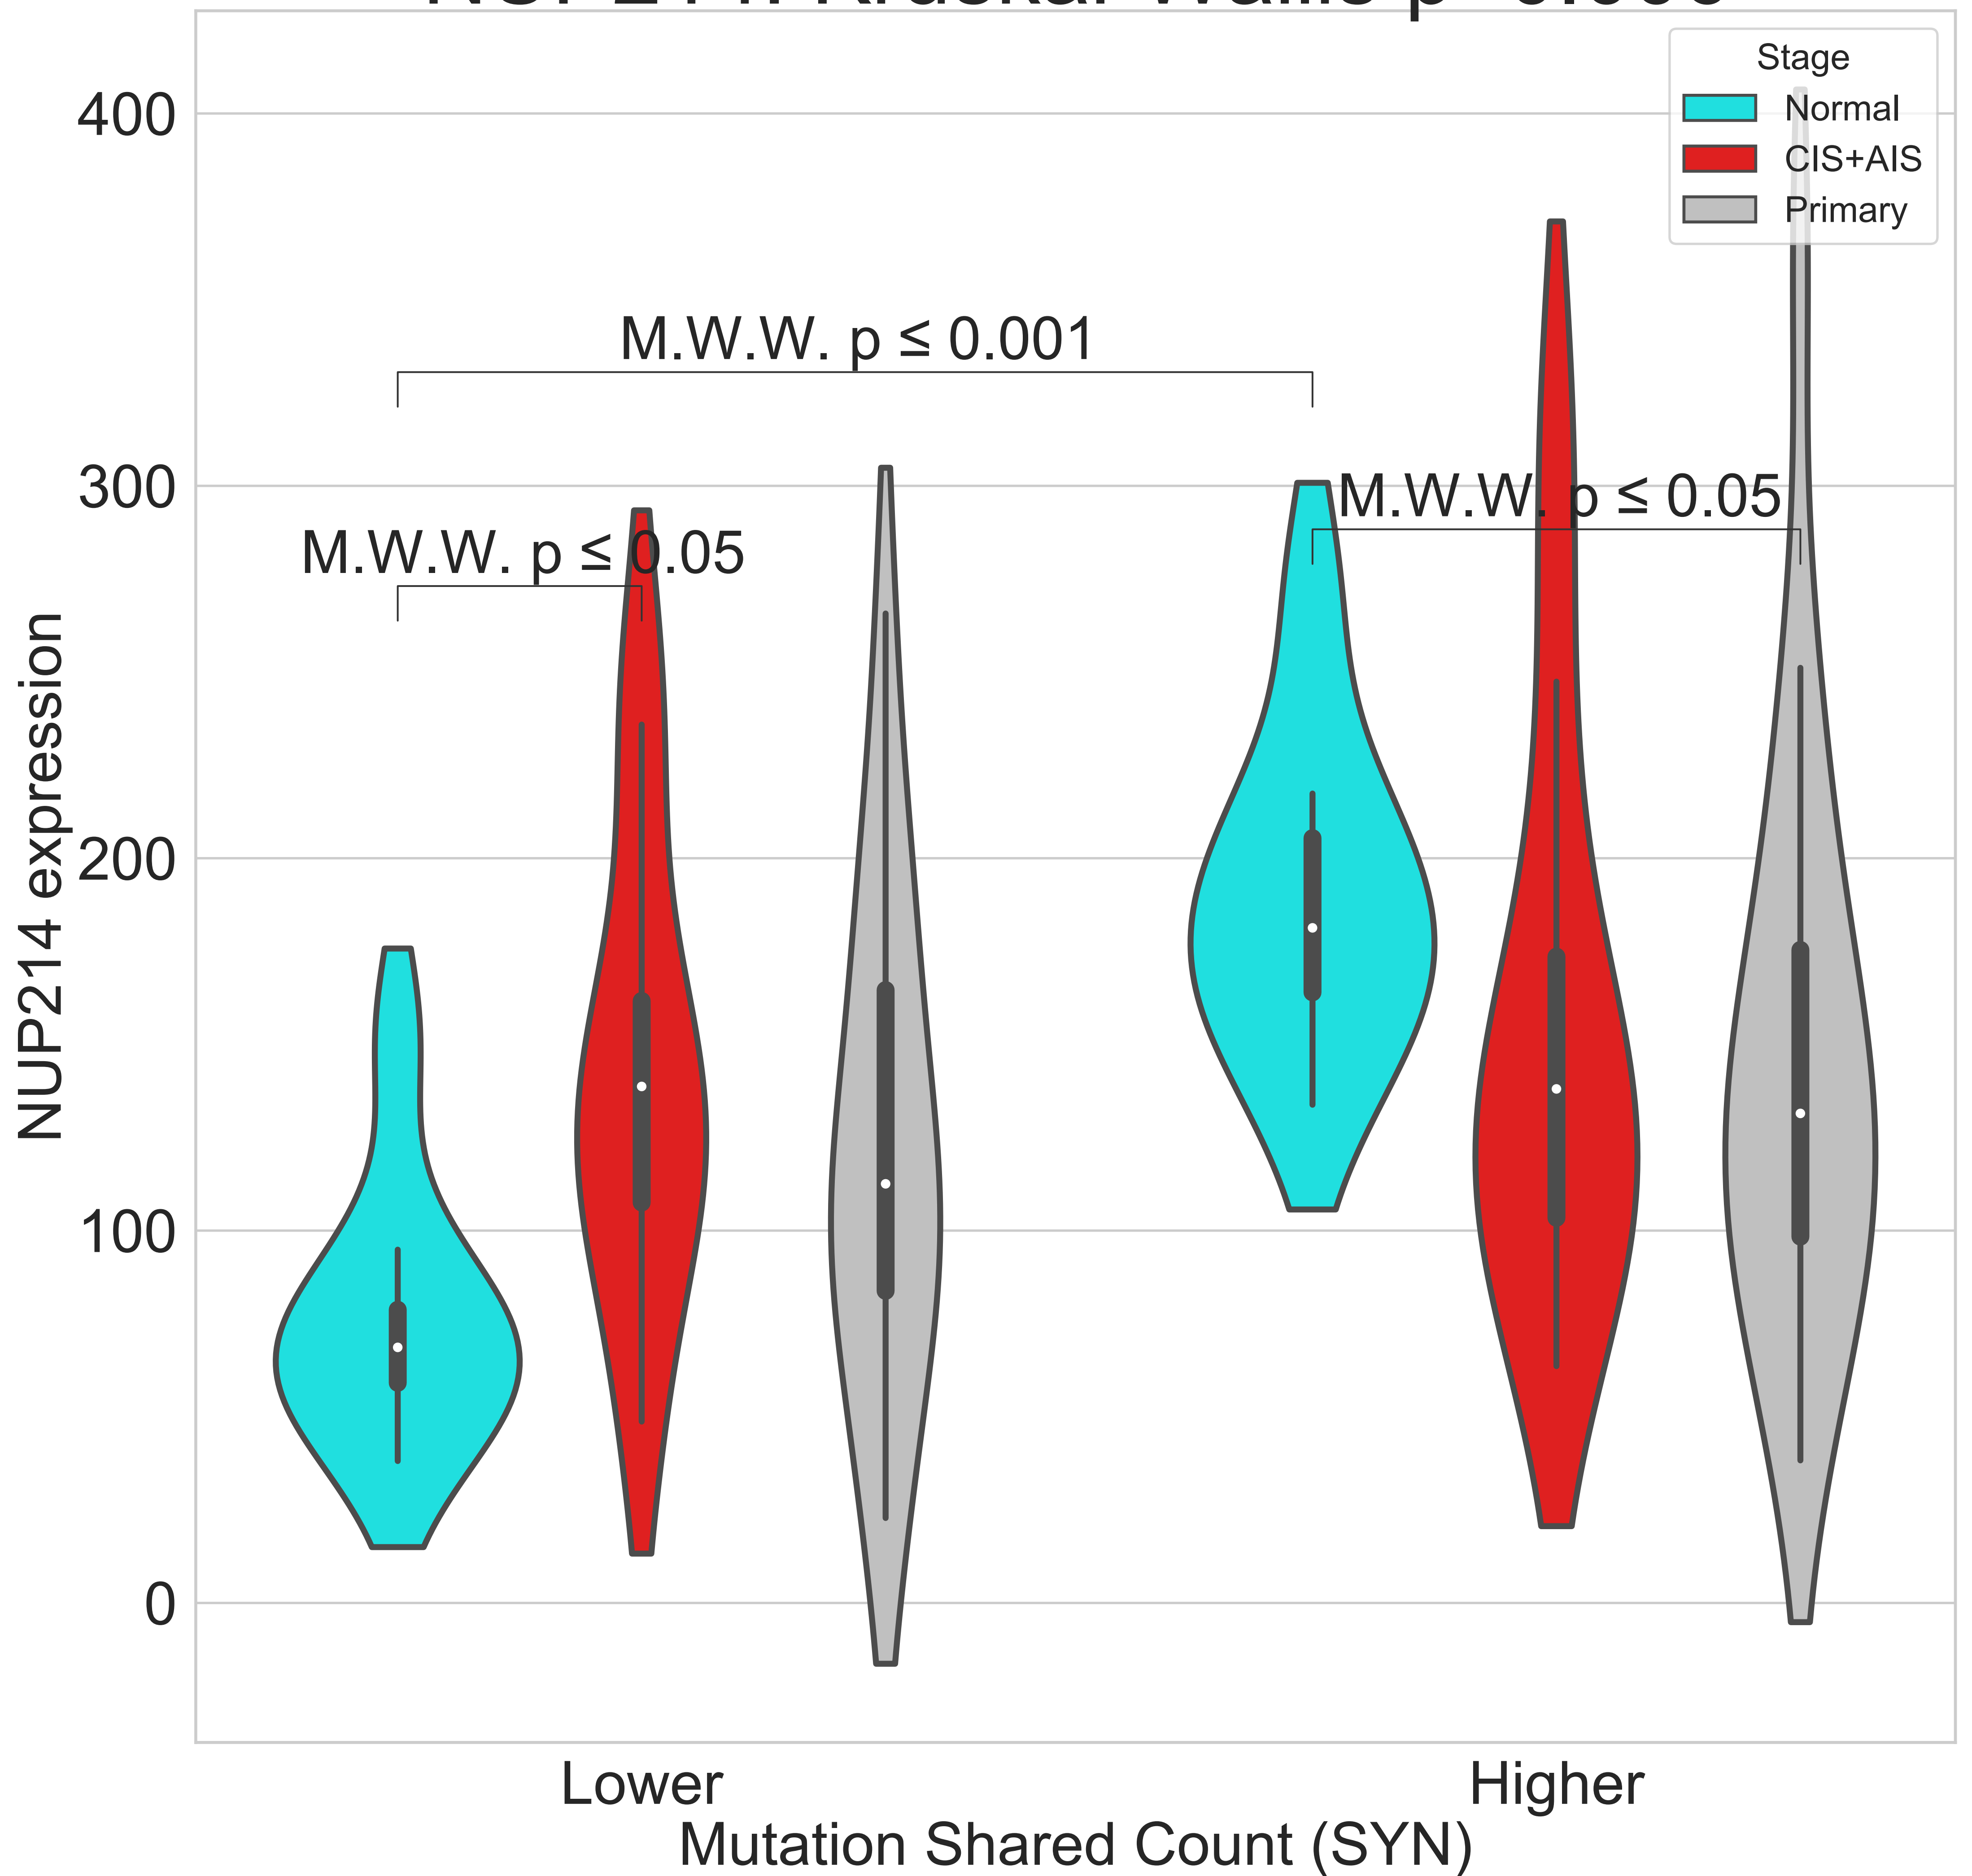 Stage
Normal
CIS+AIS
Primary
400
300
200
100
0
NUP214 expression
M.W.W. p ≤ 0.001
M.W.W. p ≤ 0.05
M.W.W. p ≤ 0.05
Lower
Higher
Mutation Shared Count (SYN)